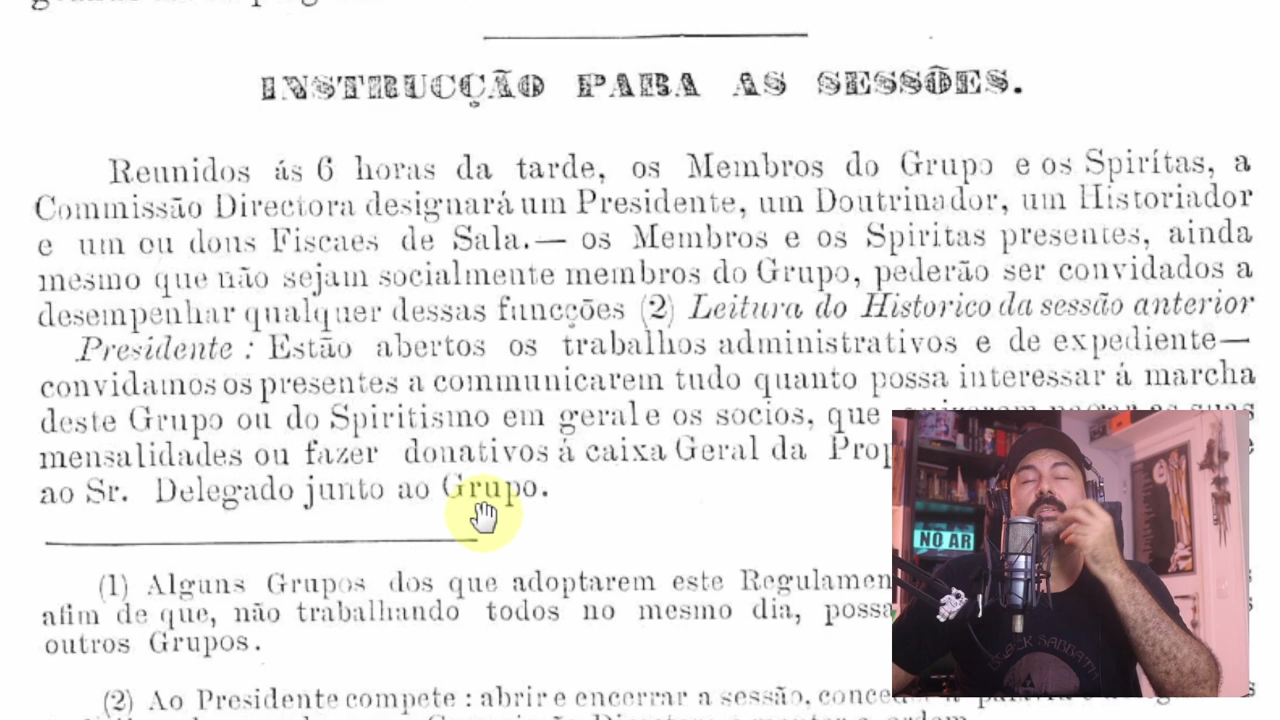 INSTRUCÇÃO PARA AS SESSÕES.
Reunidos ás 6 horas da tarde, os Membros do Grupo e os Spirítas, a
Commissão Directora designará um Presidente, um Doutrinador, um Historiador
e um ou dous Fiscaes de Sala.— os Membros e os Spiritas presentes, ainda
mesmo que não sejam socialmente membros do Grupo, pederão ser convidados a
desempenhar qualquer dessas funcções (2) Leitura do Historico da sessão anterior
Presidente : Estão abertos os trabalhos administrativos e de expediente—
convidamos os presentes a communicarem tudo quanto possa interessar á marcha
deste Grupo ou do Spiritismo em geral e os socios, que
mensalidades ou fazer donativos á caixa Geral da
ao Sr. Delegado junto ao Grupo.
(1) Alguns Grupos dos que adoptarem este
afim de que, não trabalhando todos no mesmo dia,
outros Grupos.
(2) Ao Presidente compete : abrir e encerrar a sessão,
NO AR
BLACK SABBATH